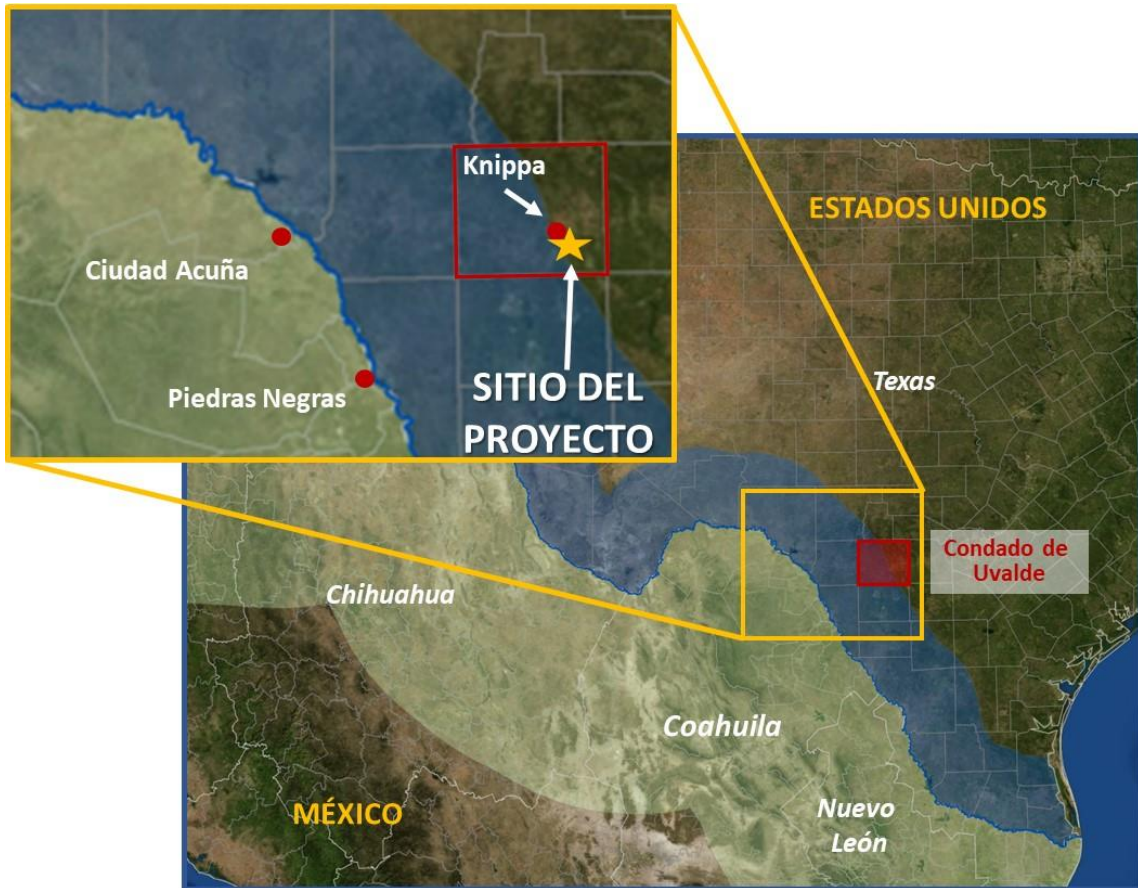 Knippa
Ciudad Acuña
Piedras Negras
SITIO DEL
PROYECTO
ESTADOS UNIDOS
Texas
Condado de
Uvalde
Chihuahua
Coahuila
Nuevo
León
MÉXICO